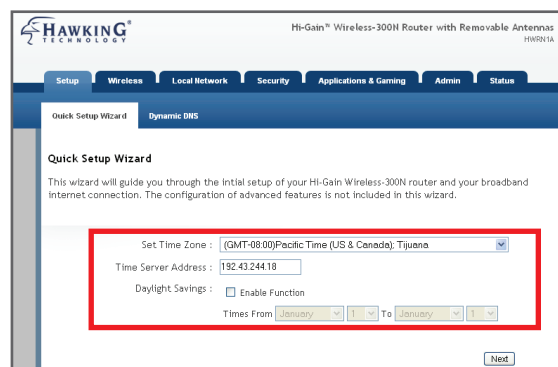 HAWKING®
TECHNOLOGY
Hi-Gain™ Wireless-300N Router with Removable Antennas
HWRN1A
Setup Wireless Local Network Security Applications & Gaming Admin Status
Quick Setup Wizard Dynamic DNS
Quick Setup Wizard
This wizard will guide you through the intial setup of your Hi-Gain Wireless-300N router and your broadband
internet connection. The configuration of advanced features is not included in this wizard.
Set Time Zone : (GMT-08:00)Pacific Time (US & Canada); Tijuana
Time Server Address : 192.43.244.18
Daylight Savings : Enable Function
Times From January 1 To January 1
Next